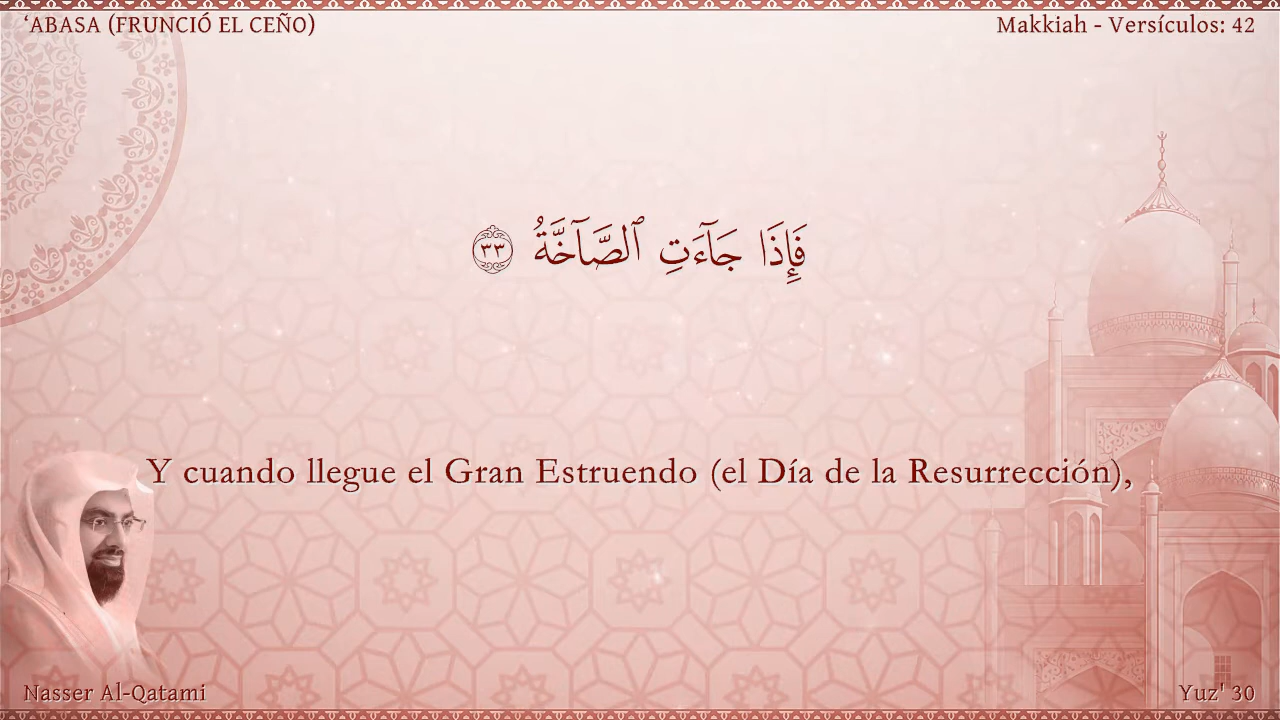 ‘ABASA (FRUNCIÓ EL CEÑO)
Makkiah - Versículos: 42
فَإِذَا جَآءَتِ ٱلصَّآخَّةُ ٣٣
Y cuando llegue el Gran Estruendo (el Día de la Resurrección),
Nasser Al-Qatami
Yuz' 30